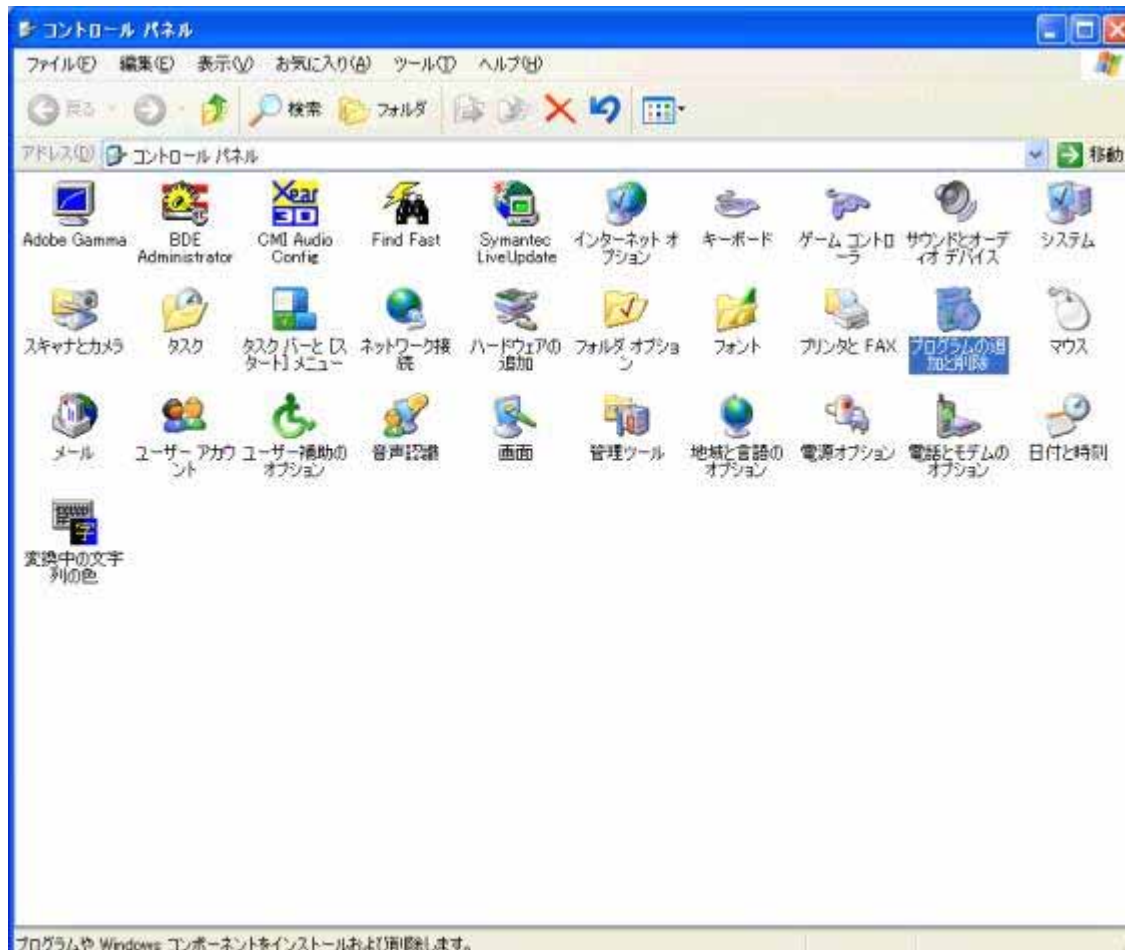 コントロール パネル
ファイル(F) 編集(E) 表示(V) お気に入り(A) ツール(T) ヘルプ(H)
戻る 検索 フォルダ
アドレス(D) コントロール パネル 移動
Adobe Gamma
BDE
Administrator
CMI Audio
Config
Find Fast
Symantec
LiveUpdate
インターネット オ
プション
キーボード
ゲーム コントロ
ーラ
サウンドとオーデ
ィオ デバイス
システム
スキャナとカメラ
タスク
タスク バーと [ス
タート] メニュー
ネットワーク接
続
ハードウェアの
追加
フォルダ オプショ
ン
フォント
プリンタと FAX
プログラムの追
加と削除
マウス
メール
ユーザー アカウ
ント
ユーザー補助の
オプション
音声認識
画面
管理ツール
地域と言語の
オプション
電源オプション
電話とモデムの
オプション
日付と時刻
変換中の文字
列の色
Xear
3D
字
プログラムや Windows コンポーネントをインストールおよび削除します。